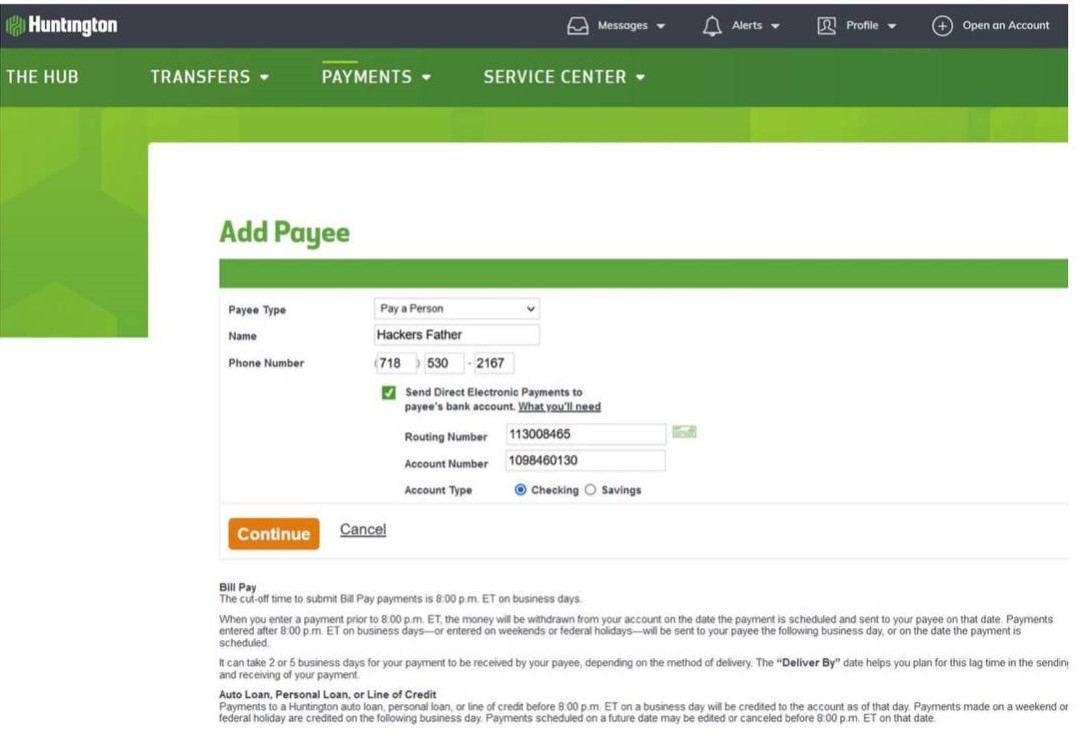 Huntington
Messages
Alerts
Profile
Open an Account
THE HUB
TRANSFERS
PAYMENTS
SERVICE CENTER
Add Payee
Payee Type
Pay a Person
Name
Hackers Father
Phone Number
(718) 530 - 2167
Send Direct Electronic Payments to
payee's bank account. What you'll need
Routing Number
113008465
Account Number
1098460130
Account Type
Checking
Savings
Continue
Cancel
Bill Pay
The cut-off time to submit Bill Pay payments is 8:00 p.m. ET on business days.
When you enter a payment prior to 8:00 p.m. ET, the money will be withdrawn from your account on the date the payment is scheduled and sent to your payee on that date. Payments
entered after 8:00 p.m. ET on business days—or entered on weekends or federal holidays—will be sent to your payee the following business day, or on the date the payment is
scheduled.
It can take 2 or 5 business days for your payment to be received by your payee, depending on the method of delivery. The “Deliver By” date helps you plan for this lag time in the sending
and receiving of your payment.
Auto Loan, Personal Loan, or Line of Credit
Payments to a Huntington auto loan, personal loan, or line of credit before 8:00 p.m. ET on a business day will be credited to the account as of that day. Payments made on a weekend or
federal holiday are credited on the following business day. Payments scheduled on a future date may be edited or canceled before 8:00 p.m. ET on that date.